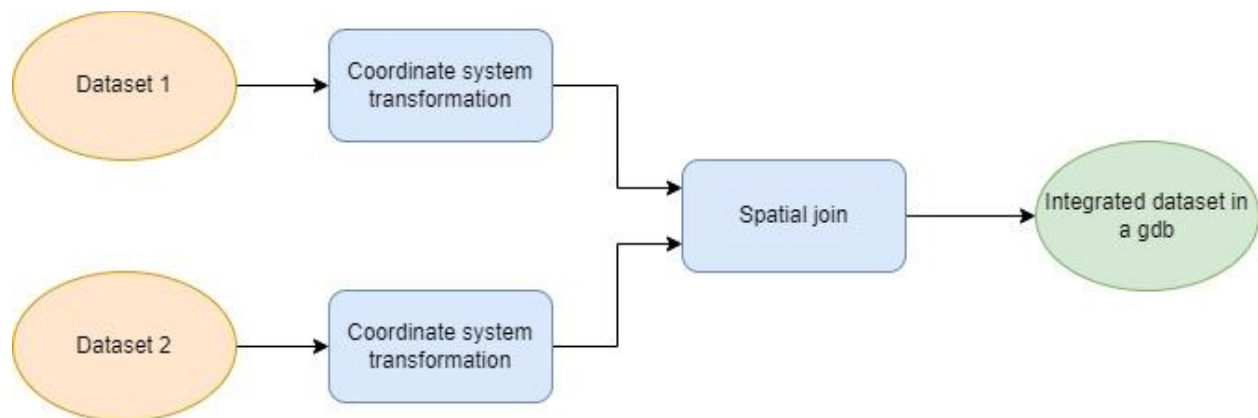 Dataset 1
Coordinate system
transformation
Spatial join
Integrated dataset in
a gdb
Dataset 2
Coordinate system
transformation